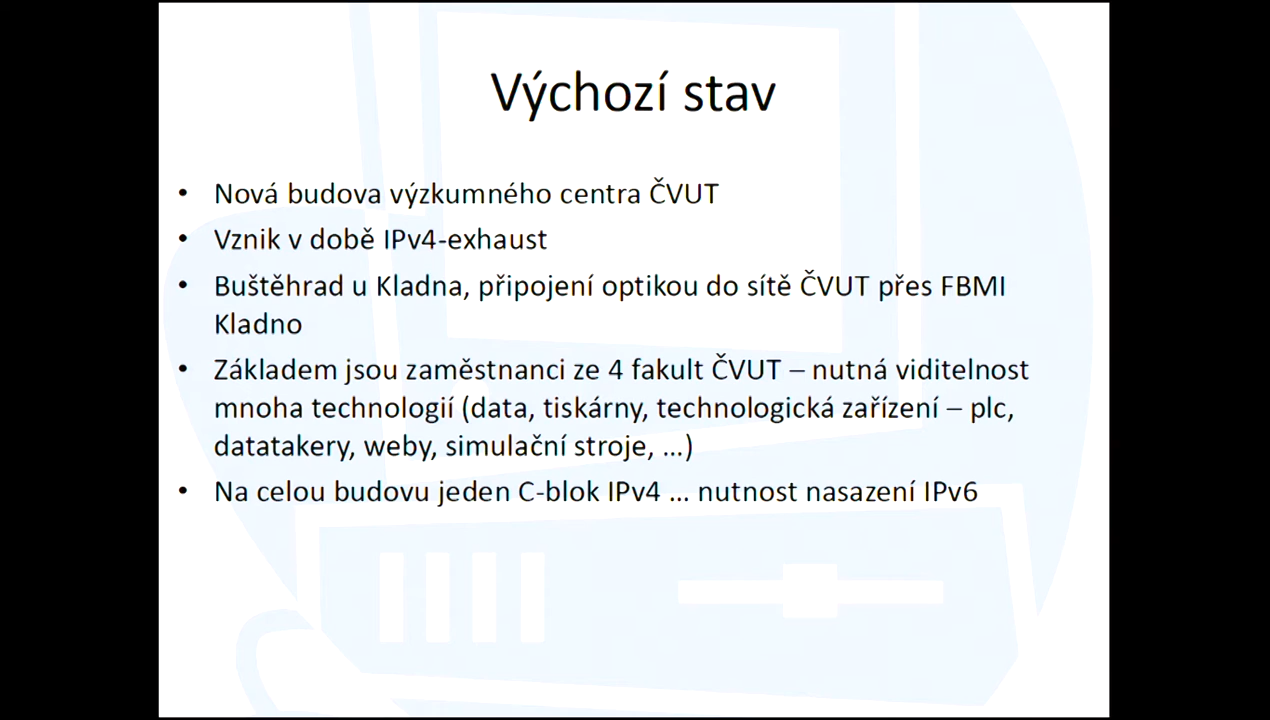 Výchozí stav
• Nová budova výzkumného centra ČVUT
• Vznik v době IPv4-exhaust
• Buštěhrad u Kladna, připojení optikou do sítě ČVUT přes FBMI
Kladno
• Základem jsou zaměstnanci ze 4 fakult ČVUT – nutná viditelnost
mnoha technologií (data, tiskárny, technologická zařízení – plc,
datatakery, weby, simulační stroje, …)
• Na celou budovu jeden C-blok IPv4 … nutnost nasazení IPv6